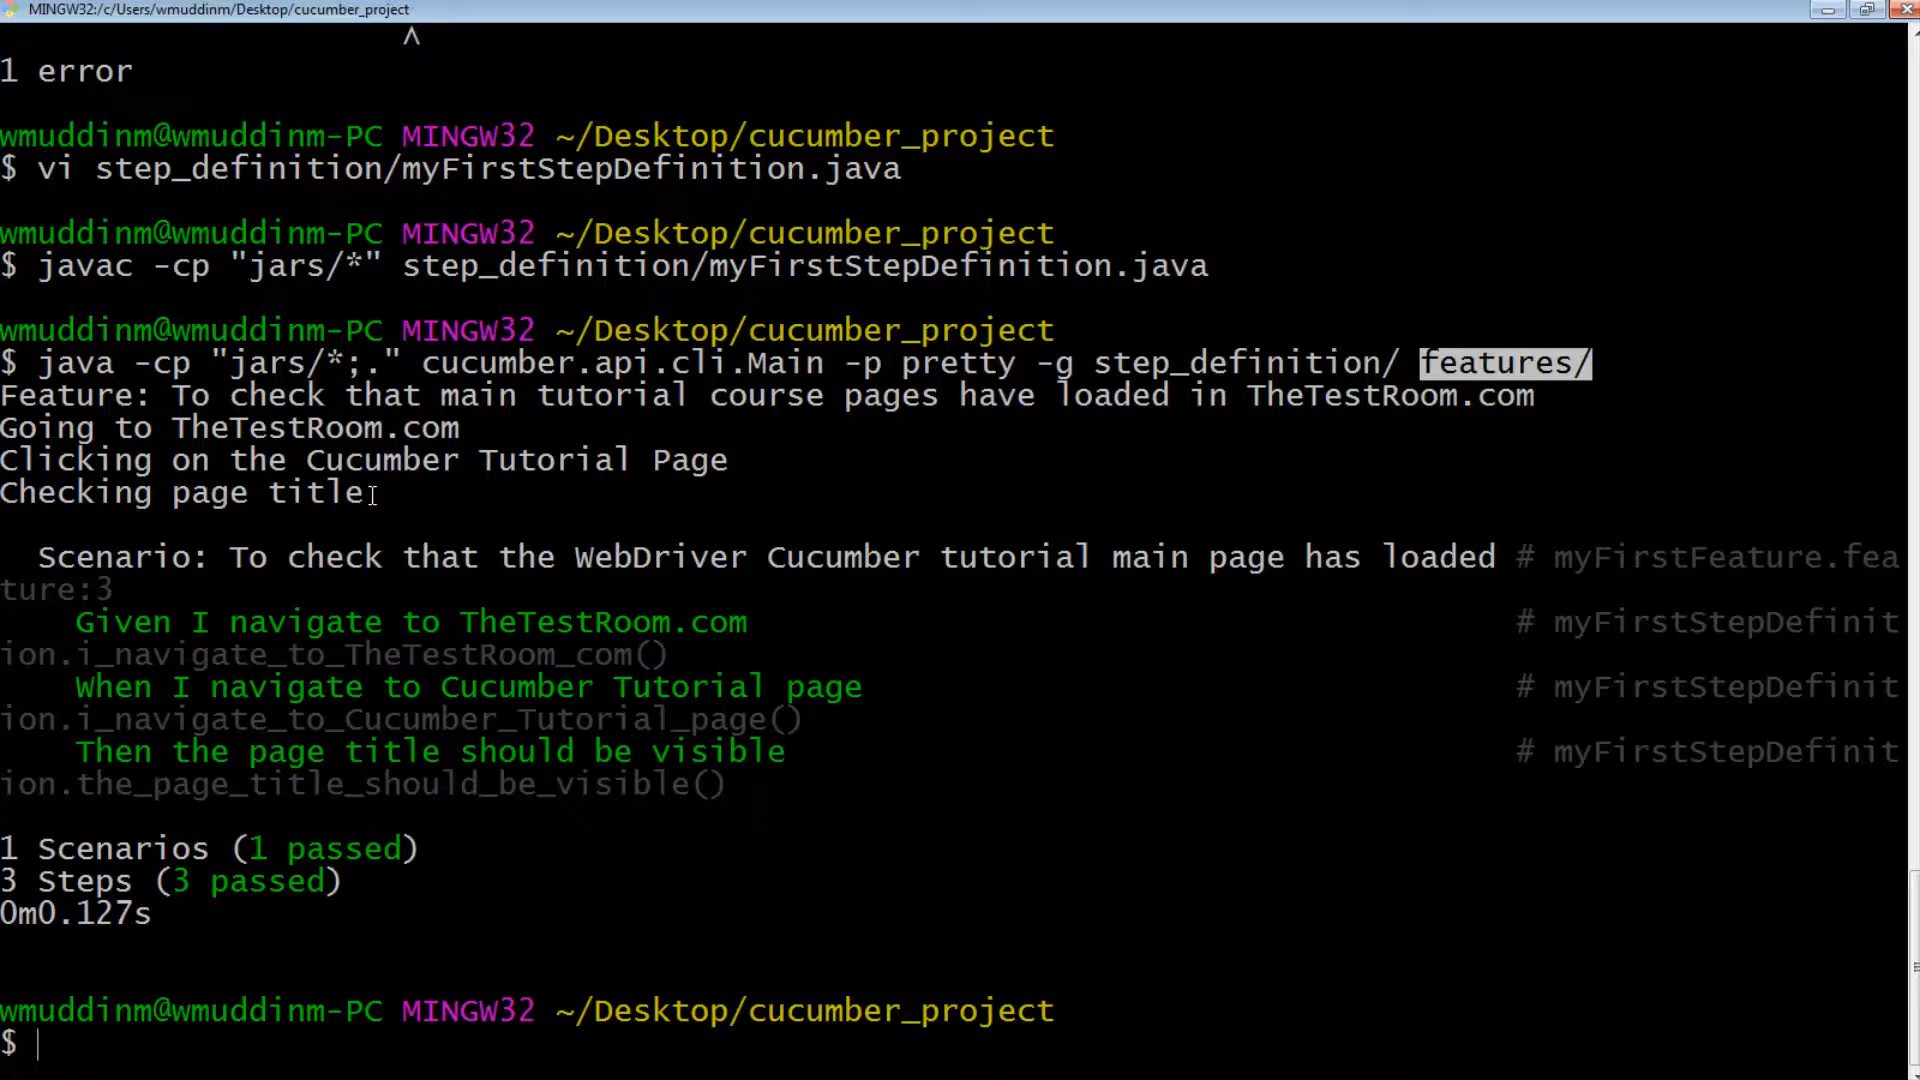 MINGW32:/c/Users/wmuddinm/Desktop/cucumber_project
^
1 error
wmuddinm@wmuddinm-PC MINGW32 ~/Desktop/cucumber_project
$ vi step_definition/myFirstStepDefinition.java
wmuddinm@wmuddinm-PC MINGW32 ~/Desktop/cucumber_project
$ javac -cp "jars/*" step_definition/myFirstStepDefinition.java
wmuddinm@wmuddinm-PC MINGW32 ~/Desktop/cucumber_project
$ java -cp "jars/*;." cucumber.api.cli.Main -p pretty -g step_definition/ features/
Feature: To check that main tutorial course pages have loaded in TheTestRoom.com
Going to TheTestRoom.com
Clicking on the Cucumber Tutorial Page
Checking page title
Scenario: To check that the WebDriver Cucumber tutorial main page has loaded # myFirstFeature.fea
ture:3
Given I navigate to TheTestRoom.com # myFirstStepDefinit
ion.i_navigate_to_TheTestRoom_com()
When I navigate to Cucumber Tutorial page # myFirstStepDefinit
ion.i_navigate_to_Cucumber_Tutorial_page()
Then the page title should be visible # myFirstStepDefinit
ion.the_page_title_should_be_visible()
1 Scenarios (1 passed)
3 Steps (3 passed)
0m0.127s
wmuddinm@wmuddinm-PC MINGW32 ~/Desktop/cucumber_project
$